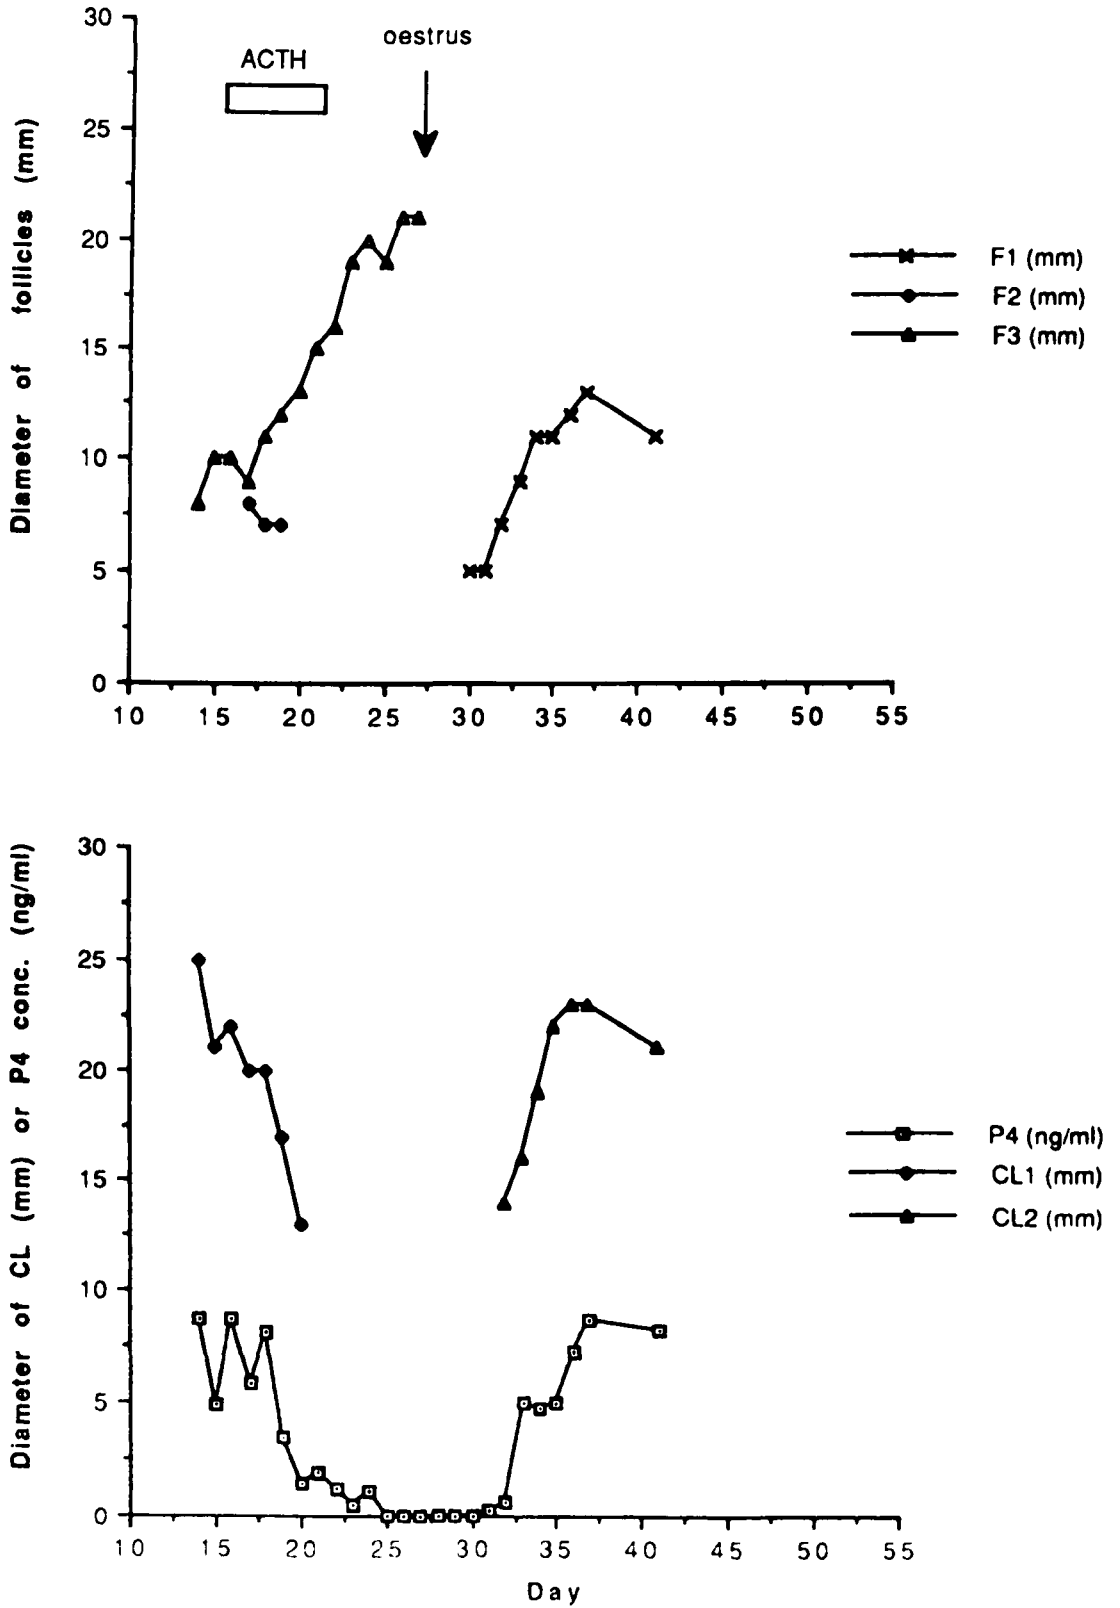 30
oestrus
ACTH
25
20
15
10
5
0
10 15 20 25 30 35 40 45 50 55
Diameter of follicles (mm)
F1 (mm)
F2 (mm)
F3 (mm)
30
25
20
15
10
5
0
10 15 20 25 30 35 40 45 50 55
Day
Diameter of CL (mm) or P4 conc. (ng/ml)
P4 (ng/ml)
CL1 (mm)
CL2 (mm)